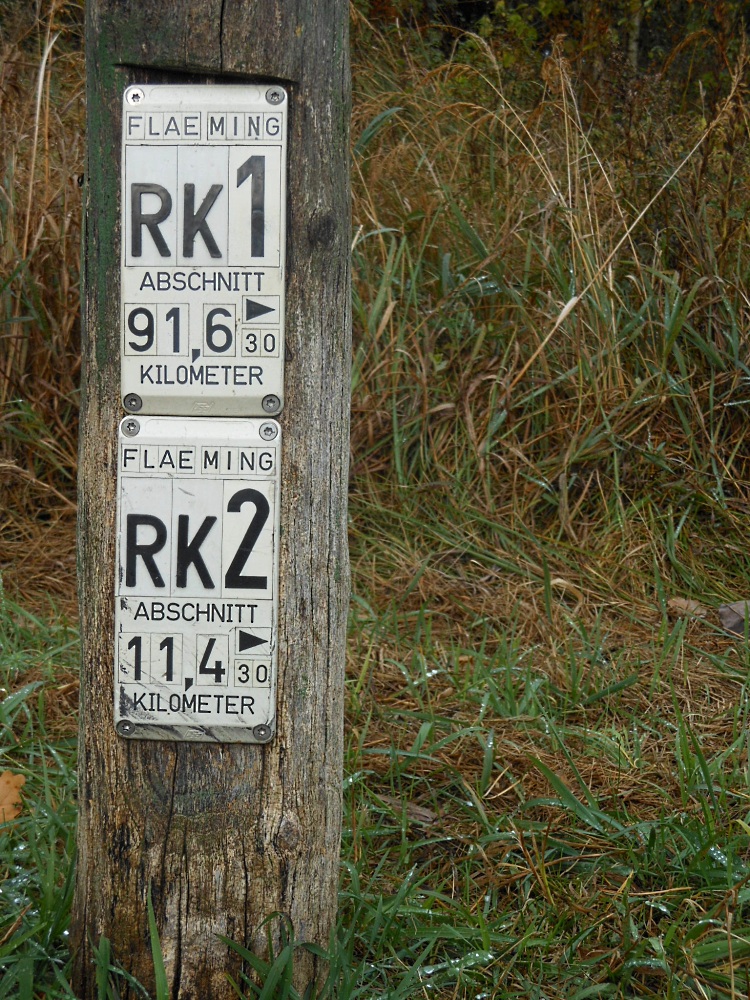 FLAEMING
RK1
ABSCHNITT
91,6 30
KILOMETER
FLAEMING
RK2
ABSCHNITT
11,4 30
KILOMETER